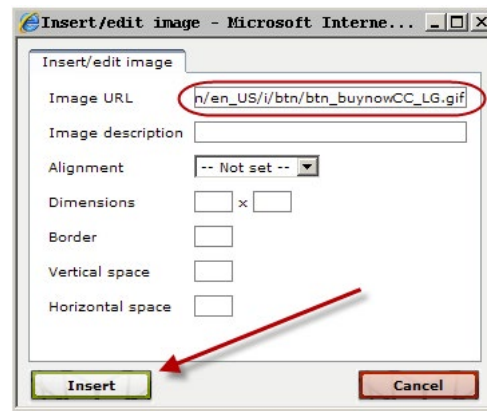 Insert/edit image - Microsoft Interne...
Insert/edit image
Image URL n/en_US/i/btn/btn_buynowCC_LG.gif
Image description
Alignment -- Not set --
Dimensions x
Border
Vertical space
Horizontal space
Insert Cancel